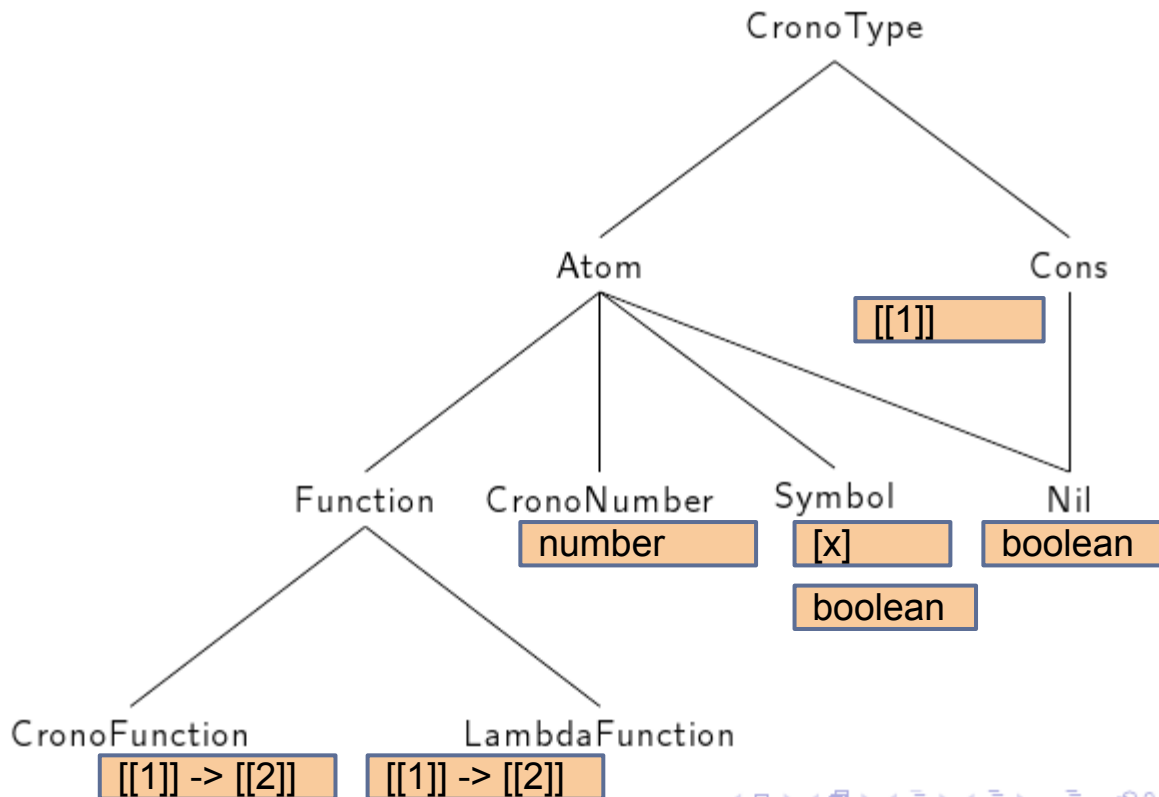 CronoType
Atom
Cons
[[1]]
Function
CronoNumber
Symbol
Nil
number
[x]
boolean
boolean
CronoFunction
LambdaFunction
[[1]] -> [[2]]
[[1]] -> [[2]]